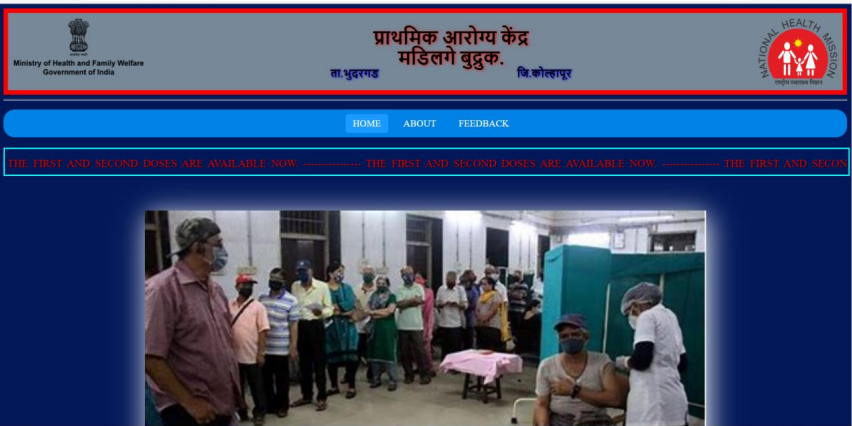 प्राथमिक आरोग्य केंद्र
मडिलगे बुद्रुक.
ता.भुदरगड जि.कोल्हापूर
Ministry of Health and Family Welfare
Government of India
NATIONAL HEALTH MISSION
राष्ट्रीय स्वास्थ्य मिशन
HOME ABOUT FEEDBACK
THE FIRST AND SECOND DOSES ARE AVAILABLE NOW. ---------------- THE FIRST AND SECOND DOSES ARE AVAILABLE NOW. ---------------- THE FIRST AND SECON